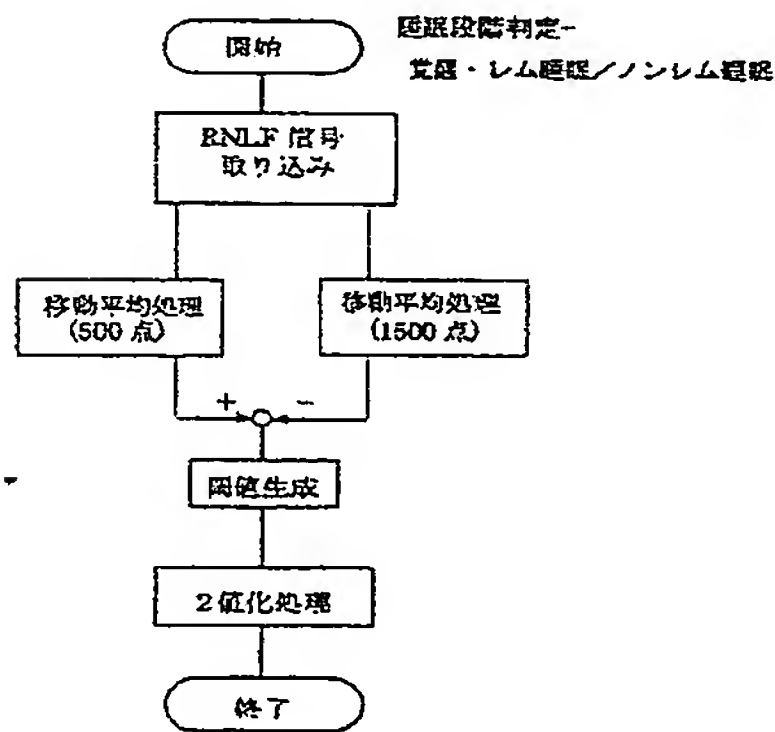 開始
睡眠段階判定-
覚醒・レム睡眠/ノンレム睡眠
RNLF 信号
取り込み
移動平均処理
(500 点)
移動平均処理
(1500 点)
+
-
閾値生成
2値化処理
終了